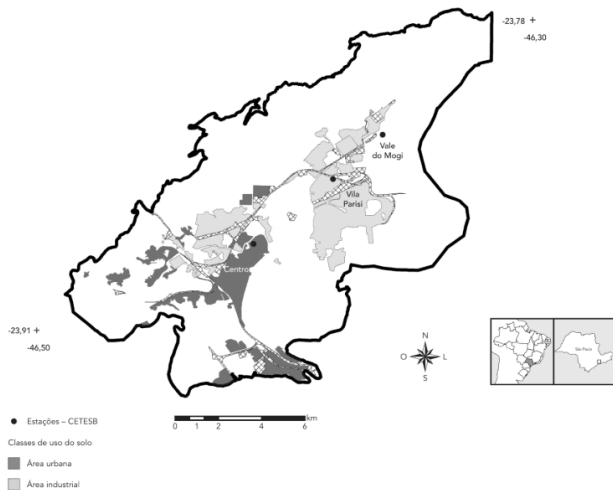 -23,78 +
-46,30
Vale
do Mogi
Vila
Parisi
Centro
-23,91 +
-46,50
N
O
L
S
São Paulo
Estações – CETESB
km
0 1 2 4 6
Classes de uso do solo
Área urbana
Área industrial